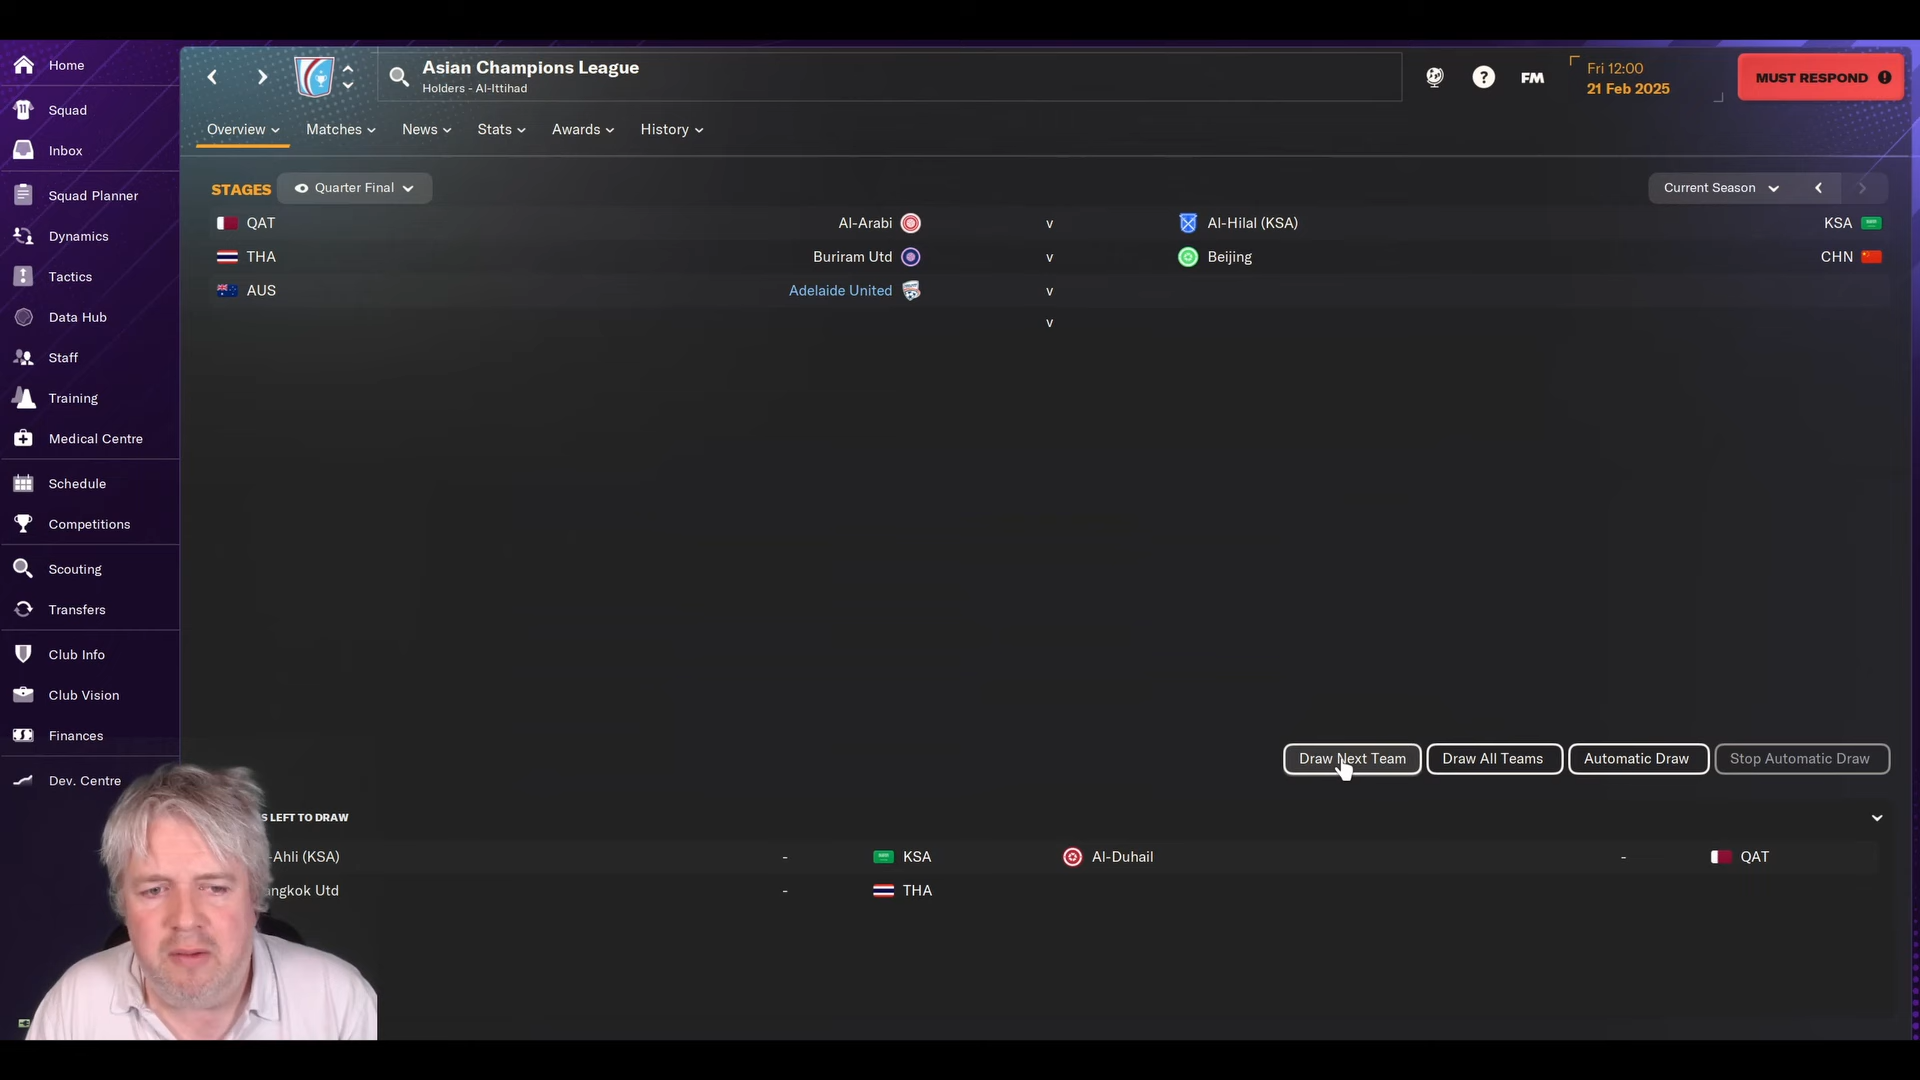 Home
Squad
Inbox
Squad Planner
Dynamics
Tactics
Data Hub
Staff
Training
Medical Centre
Schedule
Competitions
Scouting
Transfers
Club Info
Club Vision
Finances
Dev. Centre
Asian Champions League
Holders - Al-Ittihad
FM
Fri 12:00
21 Feb 2025
MUST RESPOND
Overview Matches News Stats Awards History
STAGES Quarter Final Current Season
QAT Al-Arabi v Al-Hilal (KSA) KSA
THA Buriram Utd v Beijing CHN
AUS Adelaide United v
v
Draw Next Team Draw All Teams Automatic Draw Stop Automatic Draw
LEFT TO DRAW
-Ahli (KSA) - KSA Al-Duhail - QAT
ngkok Utd - THA